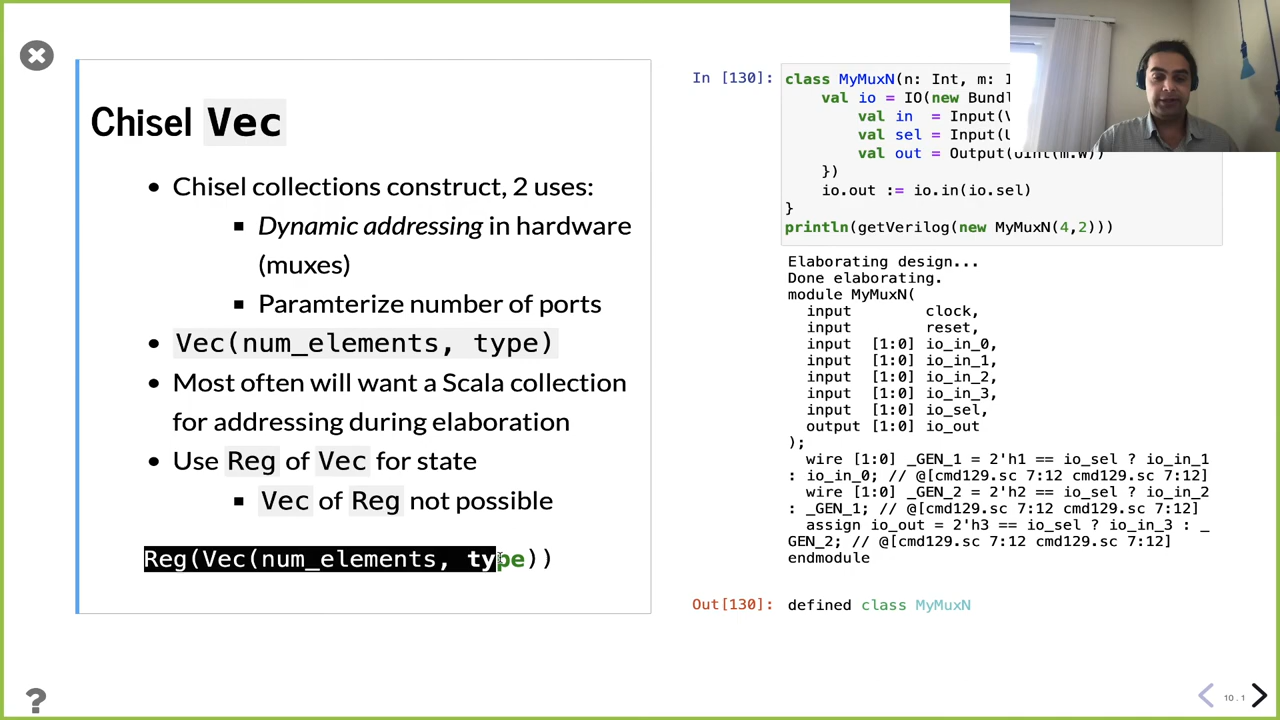 Chisel Vec
Chisel collections construct, 2 uses:
Dynamic addressing in hardware
(muxes)
Paramterize number of ports
Vec(num_elements, type)
Most often will want a Scala collection
for addressing during elaboration
Use Reg of Vec for state
Vec of Reg not possible
Reg(Vec(num_elements, type))
In [130]:
class MyMuxN(n: Int, m:
val io = IO(new Bundl
val in = Input(
val sel = Input(
val out = Output(UInt(m.W))
})
io.out := io.in(io.sel)
}
println(getVerilog(new MyMuxN(4,2)))
Elaborating design...
Done elaborating.
module MyMuxN(
input clock,
input reset,
input [1:0] io_in_0,
input [1:0] io_in_1,
input [1:0] io_in_2,
input [1:0] io_in_3,
input [1:0] io_sel,
output [1:0] io_out
);
wire [1:0] _GEN_1 = 2'h1 == io_sel ? io_in_1
: io_in_0; // @[cmd129.sc 7:12 cmd129.sc 7:12]
wire [1:0] _GEN_2 = 2'h2 == io_sel ? io_in_2
: _GEN_1; // @[cmd129.sc 7:12 cmd129.sc 7:12]
assign io_out = 2'h3 == io_sel ? io_in_3 : _
GEN_2; // @[cmd129.sc 7:12 cmd129.sc 7:12]
endmodule
Out[130]: defined class MyMuxN
?
10.1